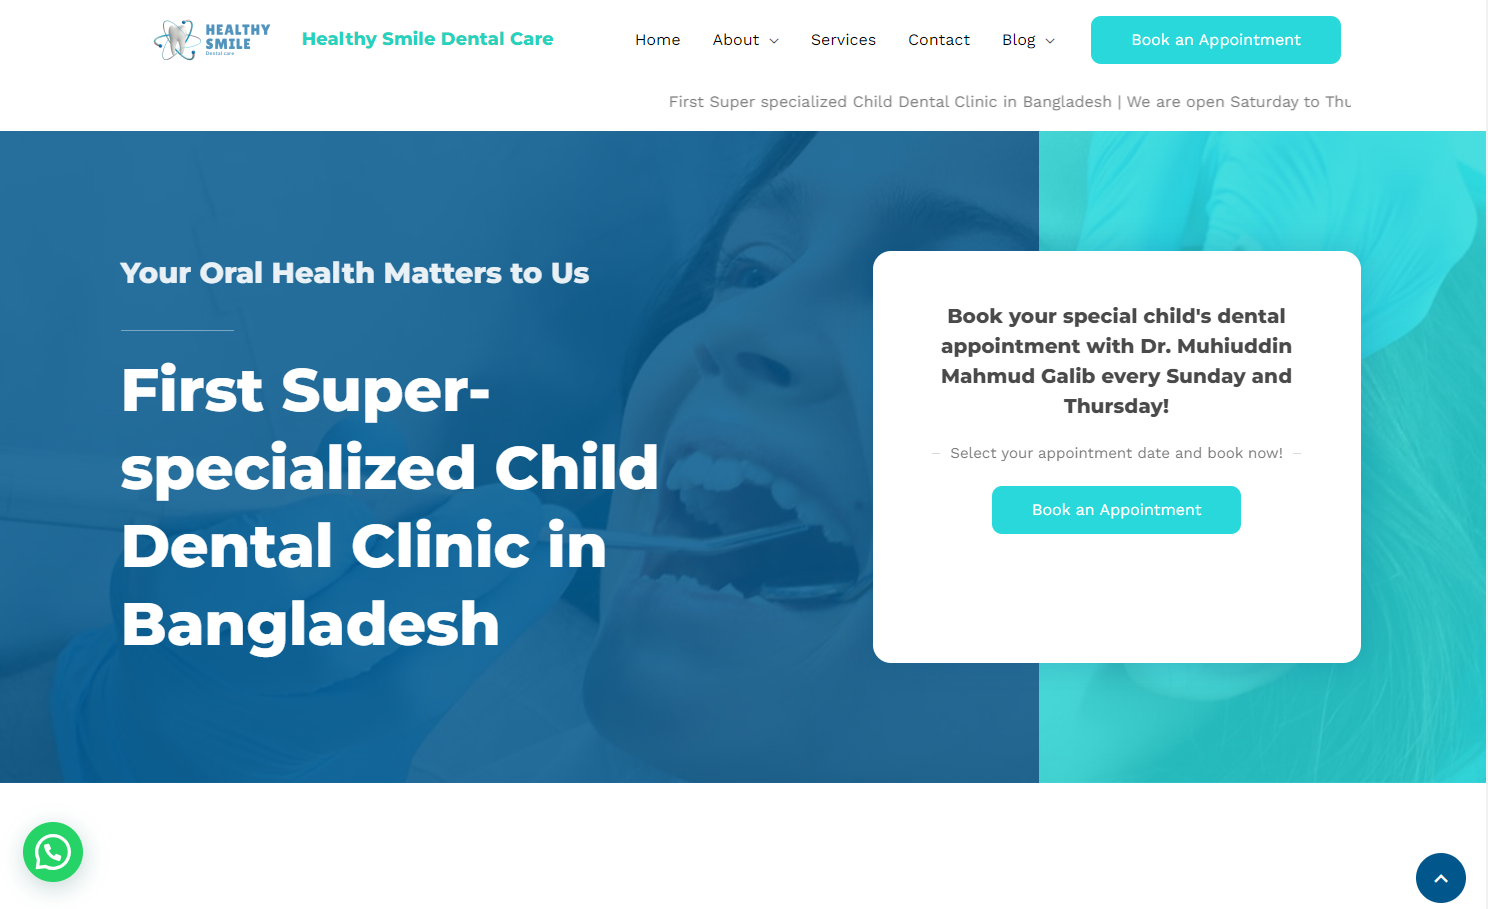 HEALTHY
SMILE
Dental care
Healthy Smile Dental Care
Home
About
Services
Contact
Blog
Book an Appointment
First Super specialized Child Dental Clinic in Bangladesh | We are open Saturday to
Your Oral Health Matters to Us
First Super-
specialized Child
Dental Clinic in
Bangladesh
Book your special child's dental
appointment with Dr. Muhiuddin
Mahmud Galib every Sunday and
Thursday!
Select your appointment date and book now!
Book an Appointment